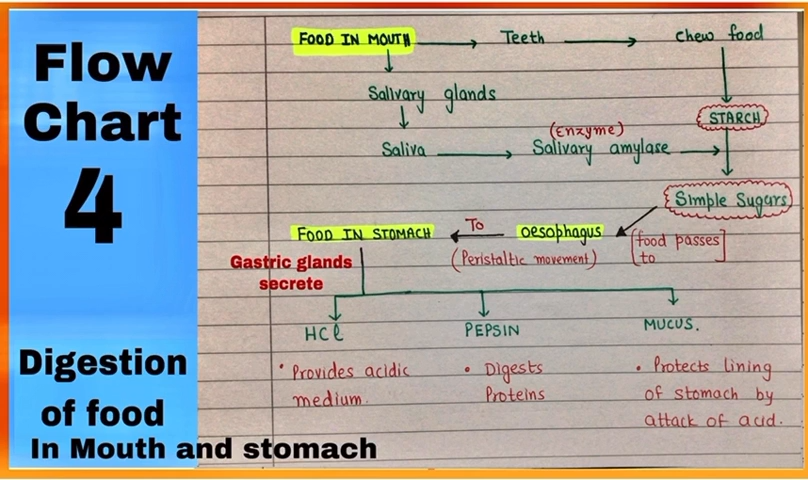 Flow
Chart
4
Digestion
of food
In Mouth and stomach
FOOD IN MOUTH Teeth chew food
Salivary glands
STARCH
(Enzyme)
Saliva Salivary amylase
Simple Sugars
FOOD IN STOMACH To oesophagus [food passes to]
(Peristaltic movement)
Gastric glands
secrete
HCl PEPSIN MUCUS.
• Provides acidic • Digests • Protects lining
medium. Proteins of stomach by
attack of acid.